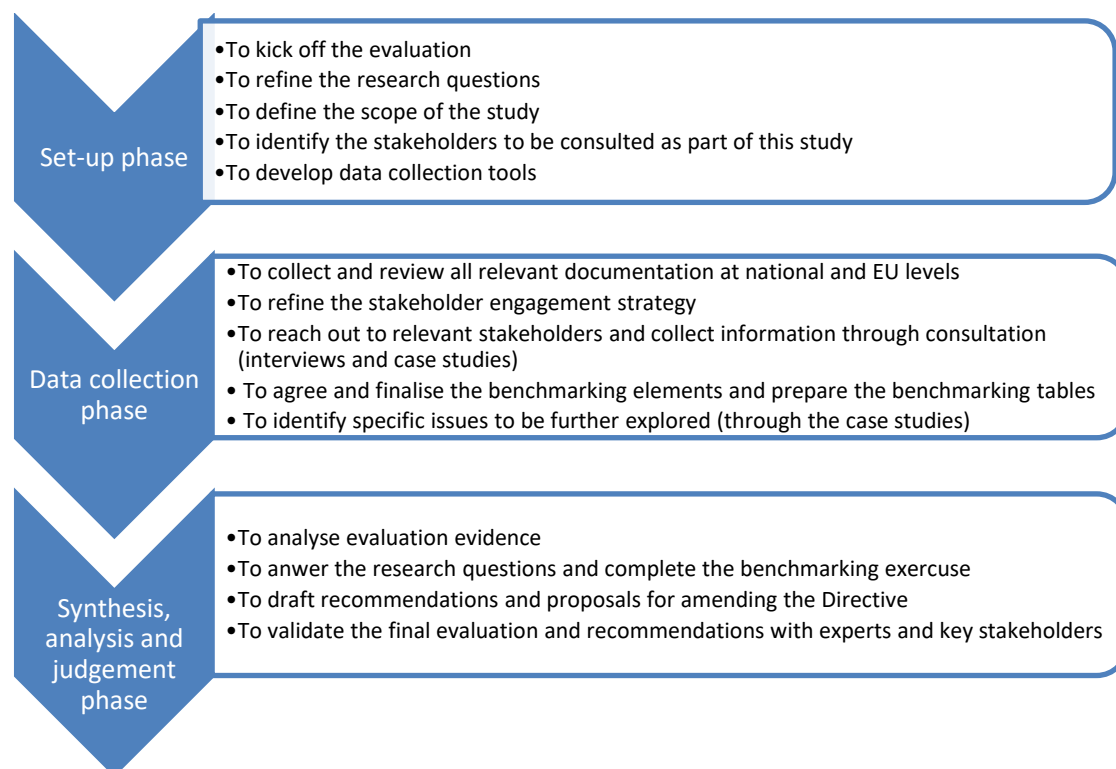 Set-up phase
•To kick off the evaluation
•To refine the research questions
•To define the scope of the study
•To identify the stakeholders to be consulted as part of this study
•To develop data collection tools
Data collection
phase
•To collect and review all relevant documentation at national and EU levels
•To refine the stakeholder engagement strategy
•To reach out to relevant stakeholders and collect information through consultation
(interviews and case studies)
• To agree and finalise the benchmarking elements and prepare the benchmarking tables
• To identify specific issues to be further explored (through the case studies)
Synthesis,
analysis and
judgement
phase
•To analyse evaluation evidence
•To anwer the research questions and complete the benchmarking exercuse
•To draft recommendations and proposals for amending the Directive
•To validate the final evaluation and recommendations with experts and key stakeholders